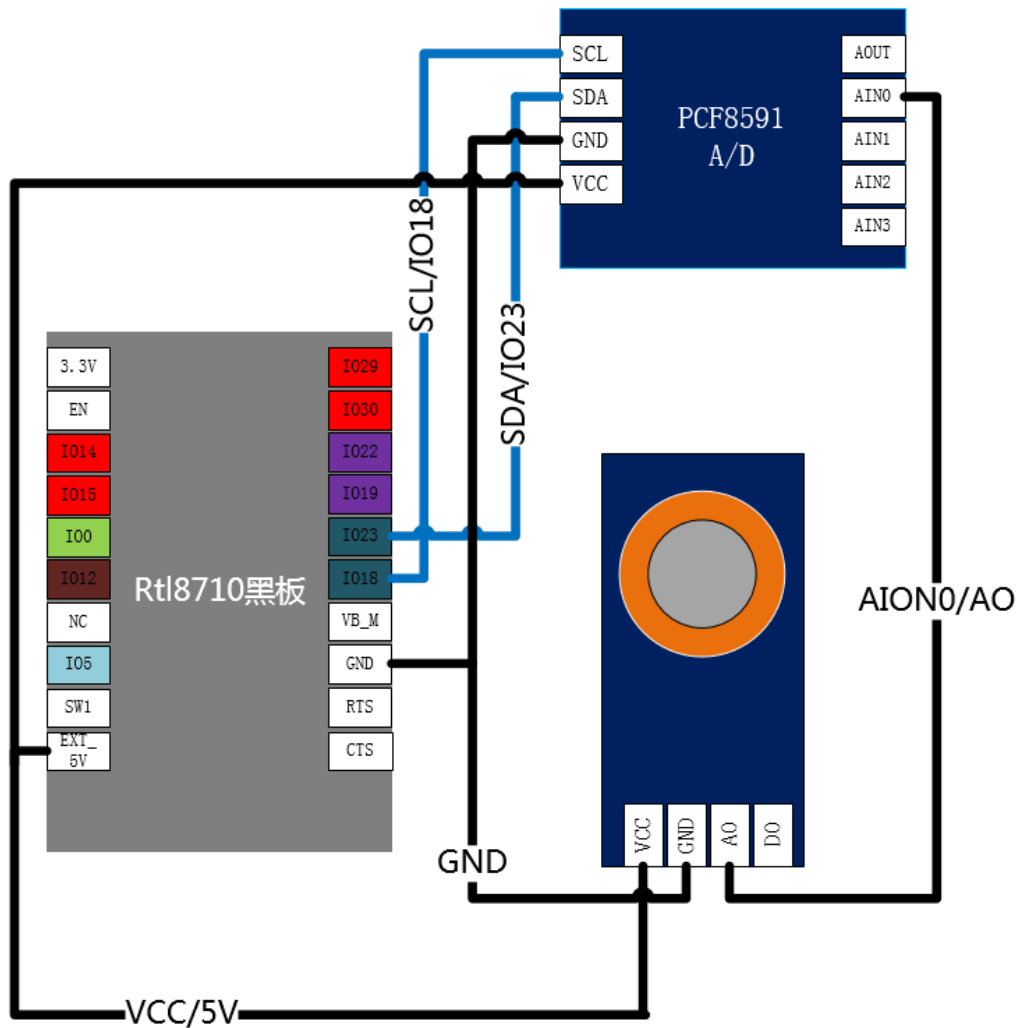 SCL
SDA
GND
VCC
PCF8591
A/D
AOUT
AIN0
AIN1
AIN2
AIN3
SCL/IO18
SDA/IO23
3.3V
EN
IO14
IO15
IO0
IO12
NC
IO5
SW1
EXT_
5V
Rtl8710黑板
IO29
IO30
IO22
IO19
IO23
IO18
VB_M
GND
RTS
CTS
AION0/AO
VCC
GND
AO
DO
GND
VCC/5V